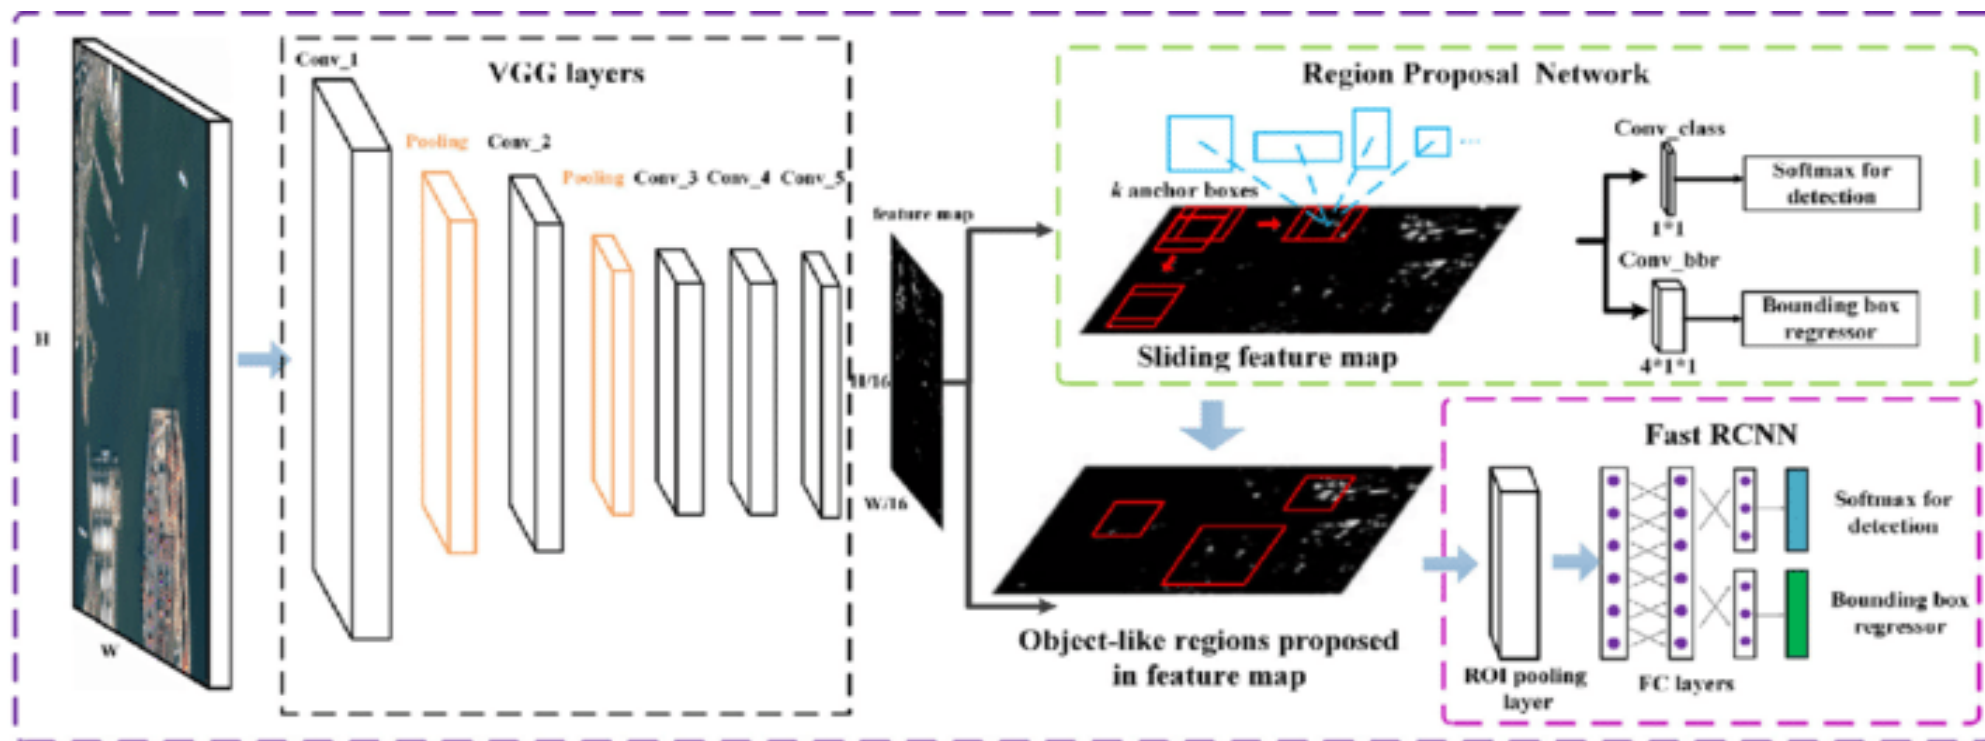 H
W
Conv_1
VGG layers
Pooling
Conv_2
Pooling
Conv_3
Conv_4
Conv_5
feature map
H/16
W/16
Region Proposal Network
k anchor boxes
...
Sliding feature map
Conv_class
1*1
Softmax for
detection
Conv_bbr
4*1*1
Bounding box
regressor
Object-like regions proposed
in feature map
Fast RCNN
ROI pooling
layer
FC layers
Softmax for
detection
Bounding box
regressor